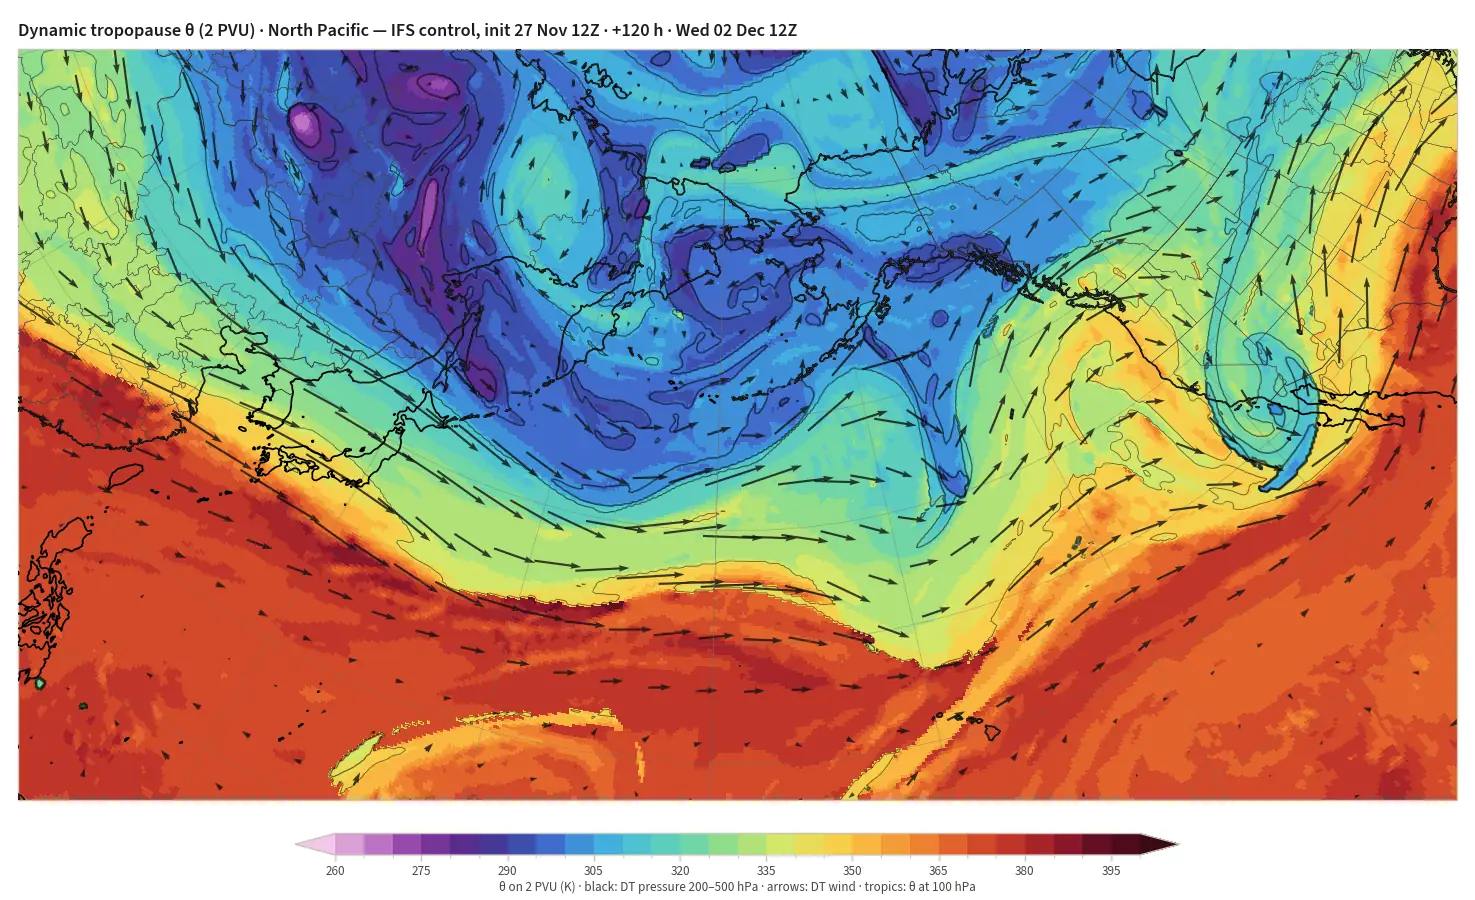 Dynamic tropopause θ (2 PVU) · North Pacific — IFS control, init 27 Nov 12Z · +120 h · Wed 02 Dec 12Z
260 275 290 305 320 335 350 365 380 395
θ on 2 PVU (K) · black: DT pressure 200–500 hPa · arrows: DT wind · tropics: θ at 100 hPa